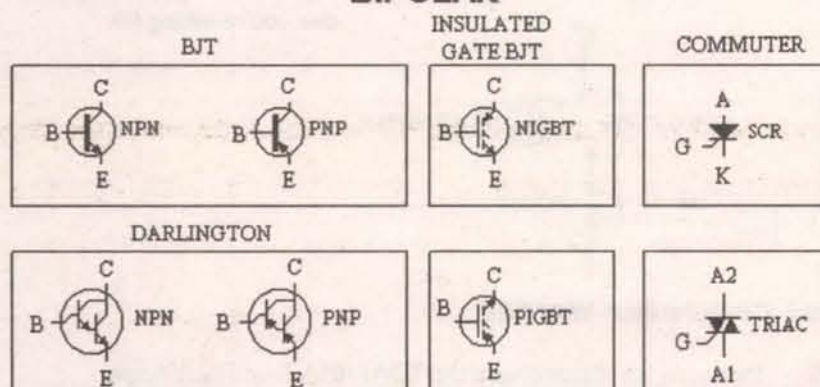 BIPOLAR
BJT
INSULATED
GATE BJT
COMMUTER
C
B
NPN
E
C
B
PNP
E
C
B
NIGBT
E
A
G
SCR
K
DARLINGTON
C
B
NPN
E
C
B
PNP
E
C
B
PIGBT
E
A2
G
TRIAC
A1